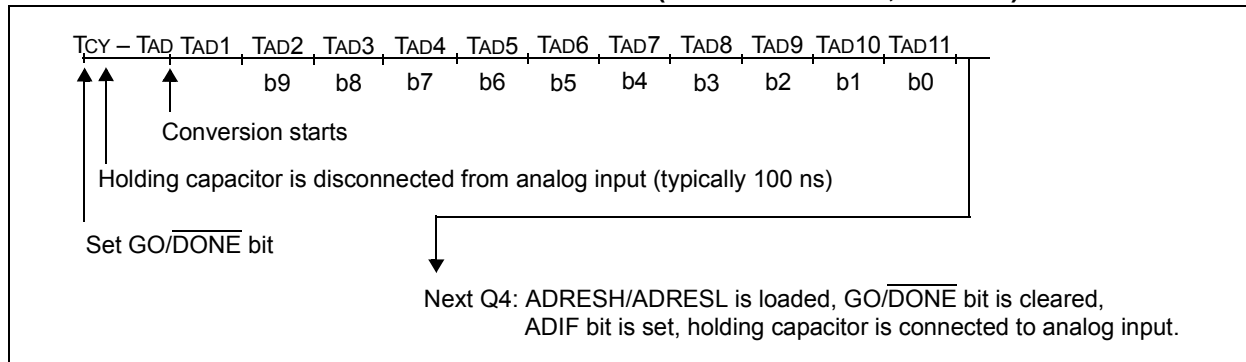 TCY – TAD TAD1 TAD2 TAD3 TAD4 TAD5 TAD6 TAD7 TAD8 TAD9 TAD10 TAD11
b9 b8 b7 b6 b5 b4 b3 b2 b1 b0
Conversion starts
Holding capacitor is disconnected from analog input (typically 100 ns)
Set GO/DONE bit
Next Q4: ADRESH/ADRESL is loaded, GO/DONE bit is cleared,
ADIF bit is set, holding capacitor is connected to analog input.